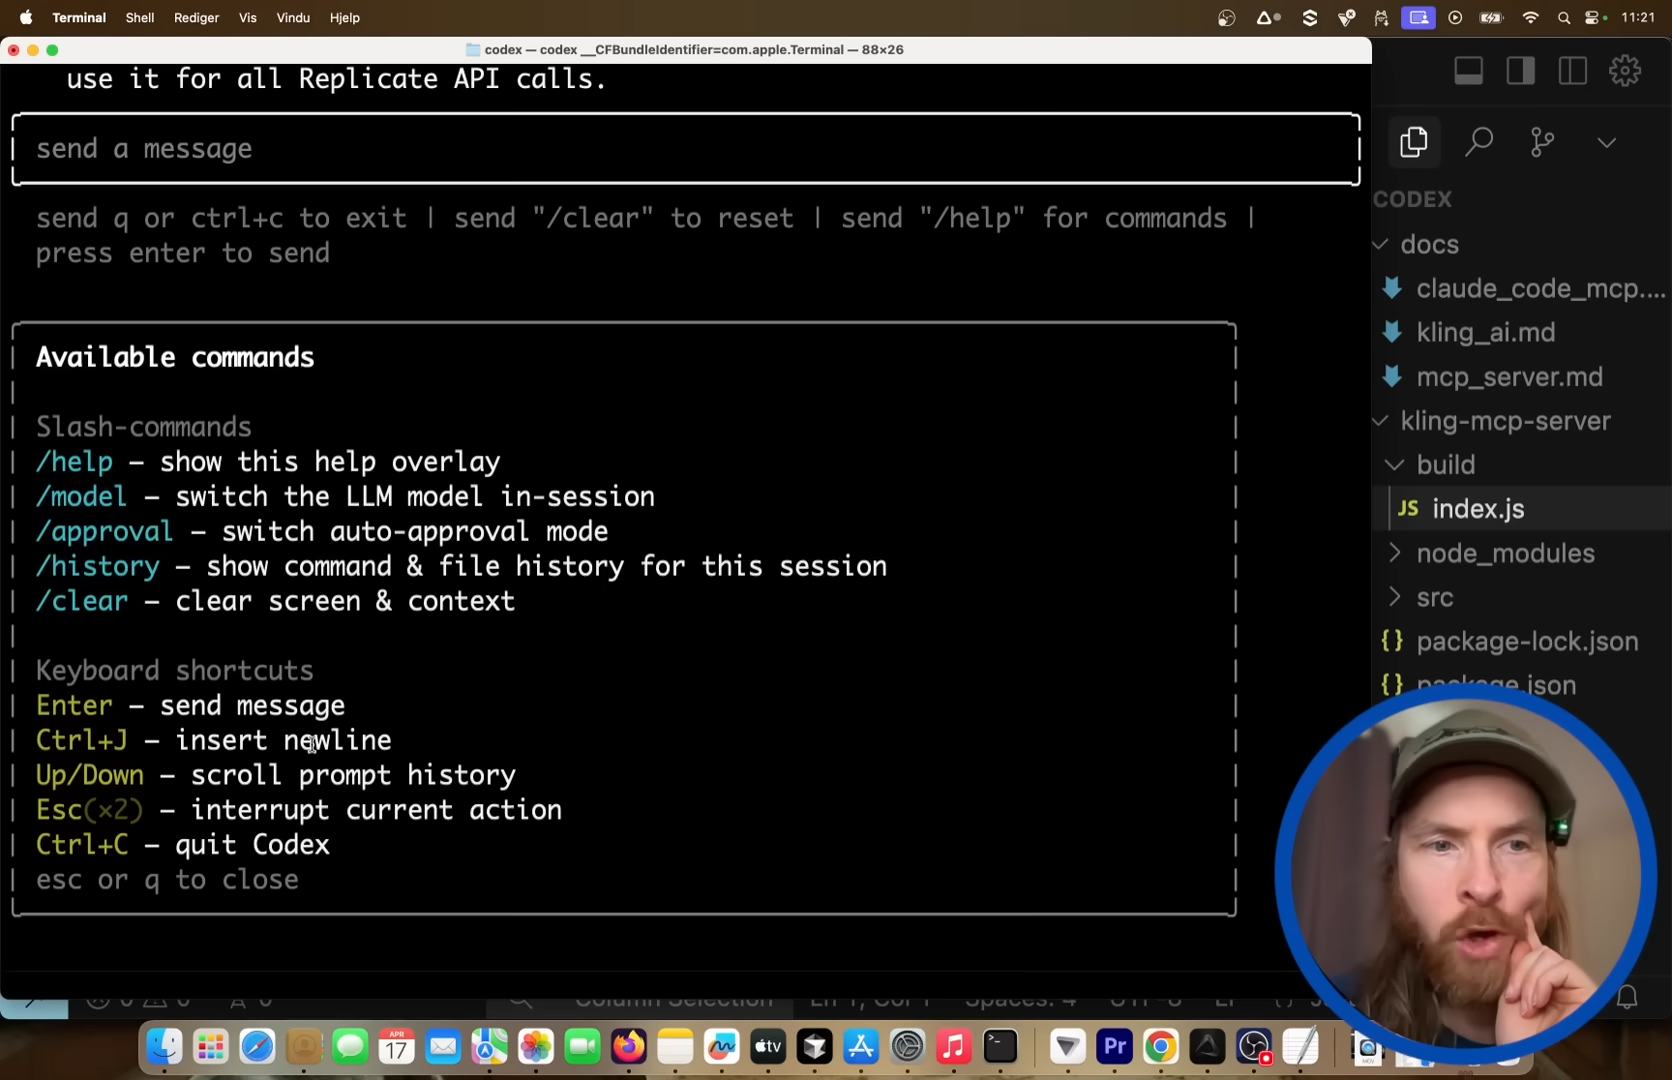 Terminal Shell Rediger Vis Vindu Hjelp 11:21
codex — codex __CFBundleIdentifier=com.apple.Terminal — 88×26
use it for all Replicate API calls.
send a message
send q or ctrl+c to exit | send "/clear" to reset | send "/help" for commands |
press enter to send
Available commands
Slash-commands
/help – show this help overlay
/model – switch the LLM model in-session
/approval – switch auto-approval mode
/history – show command & file history for this session
/clear – clear screen & context
Keyboard shortcuts
Enter – send message
Ctrl+J – insert newline
Up/Down – scroll prompt history
Esc(×2) – interrupt current action
Ctrl+C – quit Codex
esc or q to close
CODEX
docs
claude_code_mcp....
kling_ai.md
mcp_server.md
kling-mcp-server
build
JS index.js
node_modules
src
{} package-lock.json
{} package.json
Column Selection
APR
17
tv
Pr